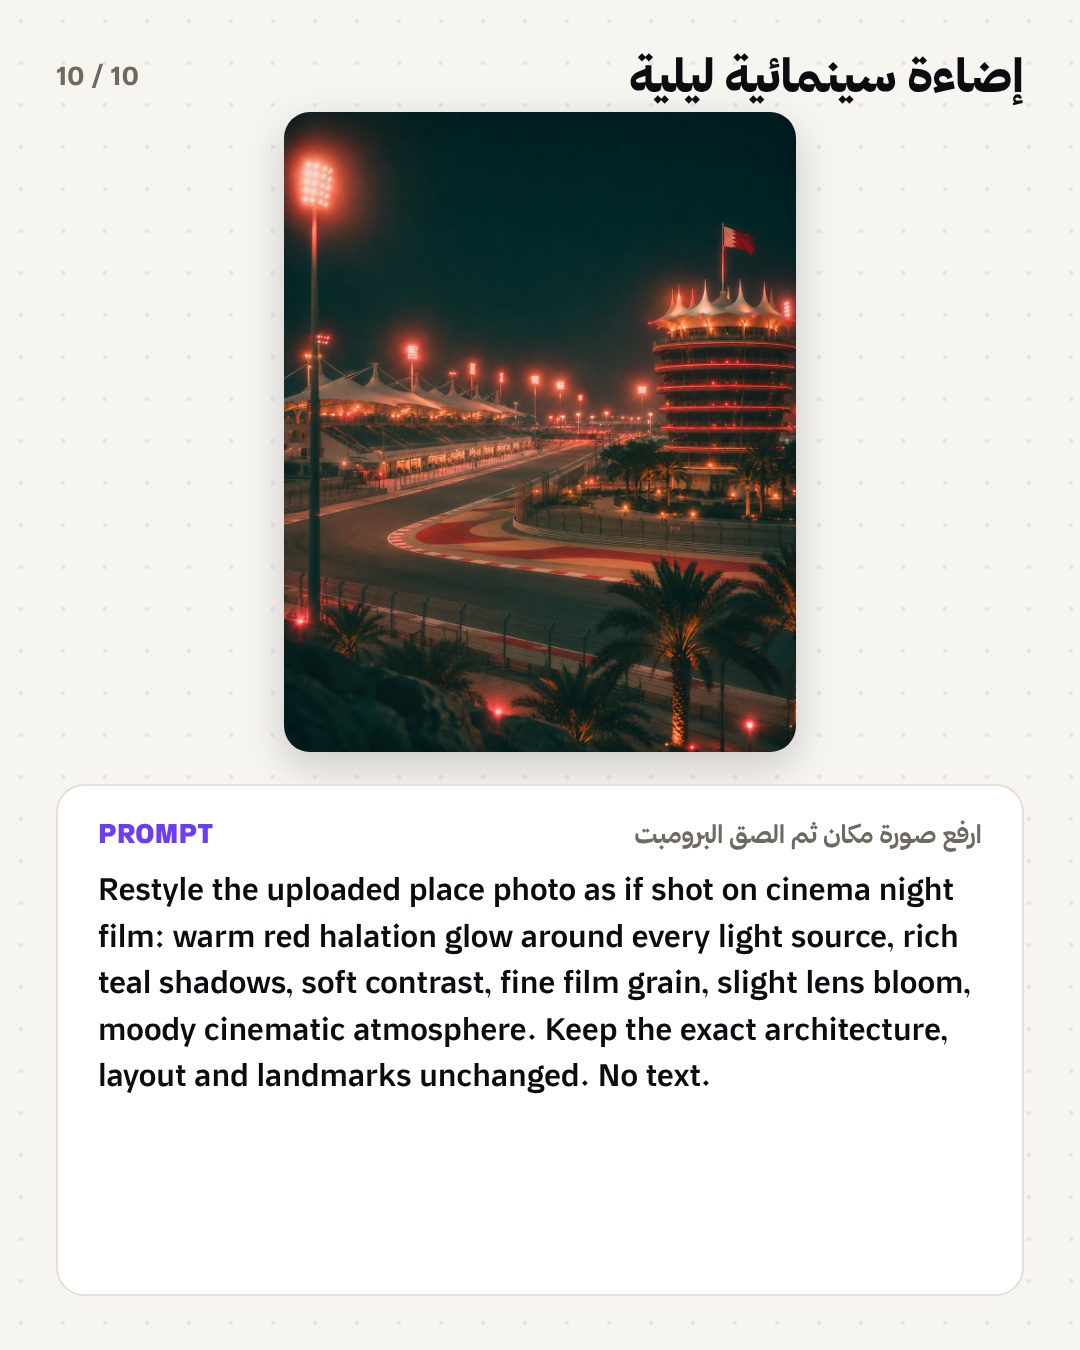 إضاءة سينمائية ليلية
10 / 10
PROMPT
ارفع صورة مكان ثم الصق البرومبت
Restyle the uploaded place photo as if shot on cinema night
film: warm red halation glow around every light source, rich
teal shadows, soft contrast, fine film grain, slight lens bloom,
moody cinematic atmosphere. Keep the exact architecture,
layout and landmarks unchanged. No text.